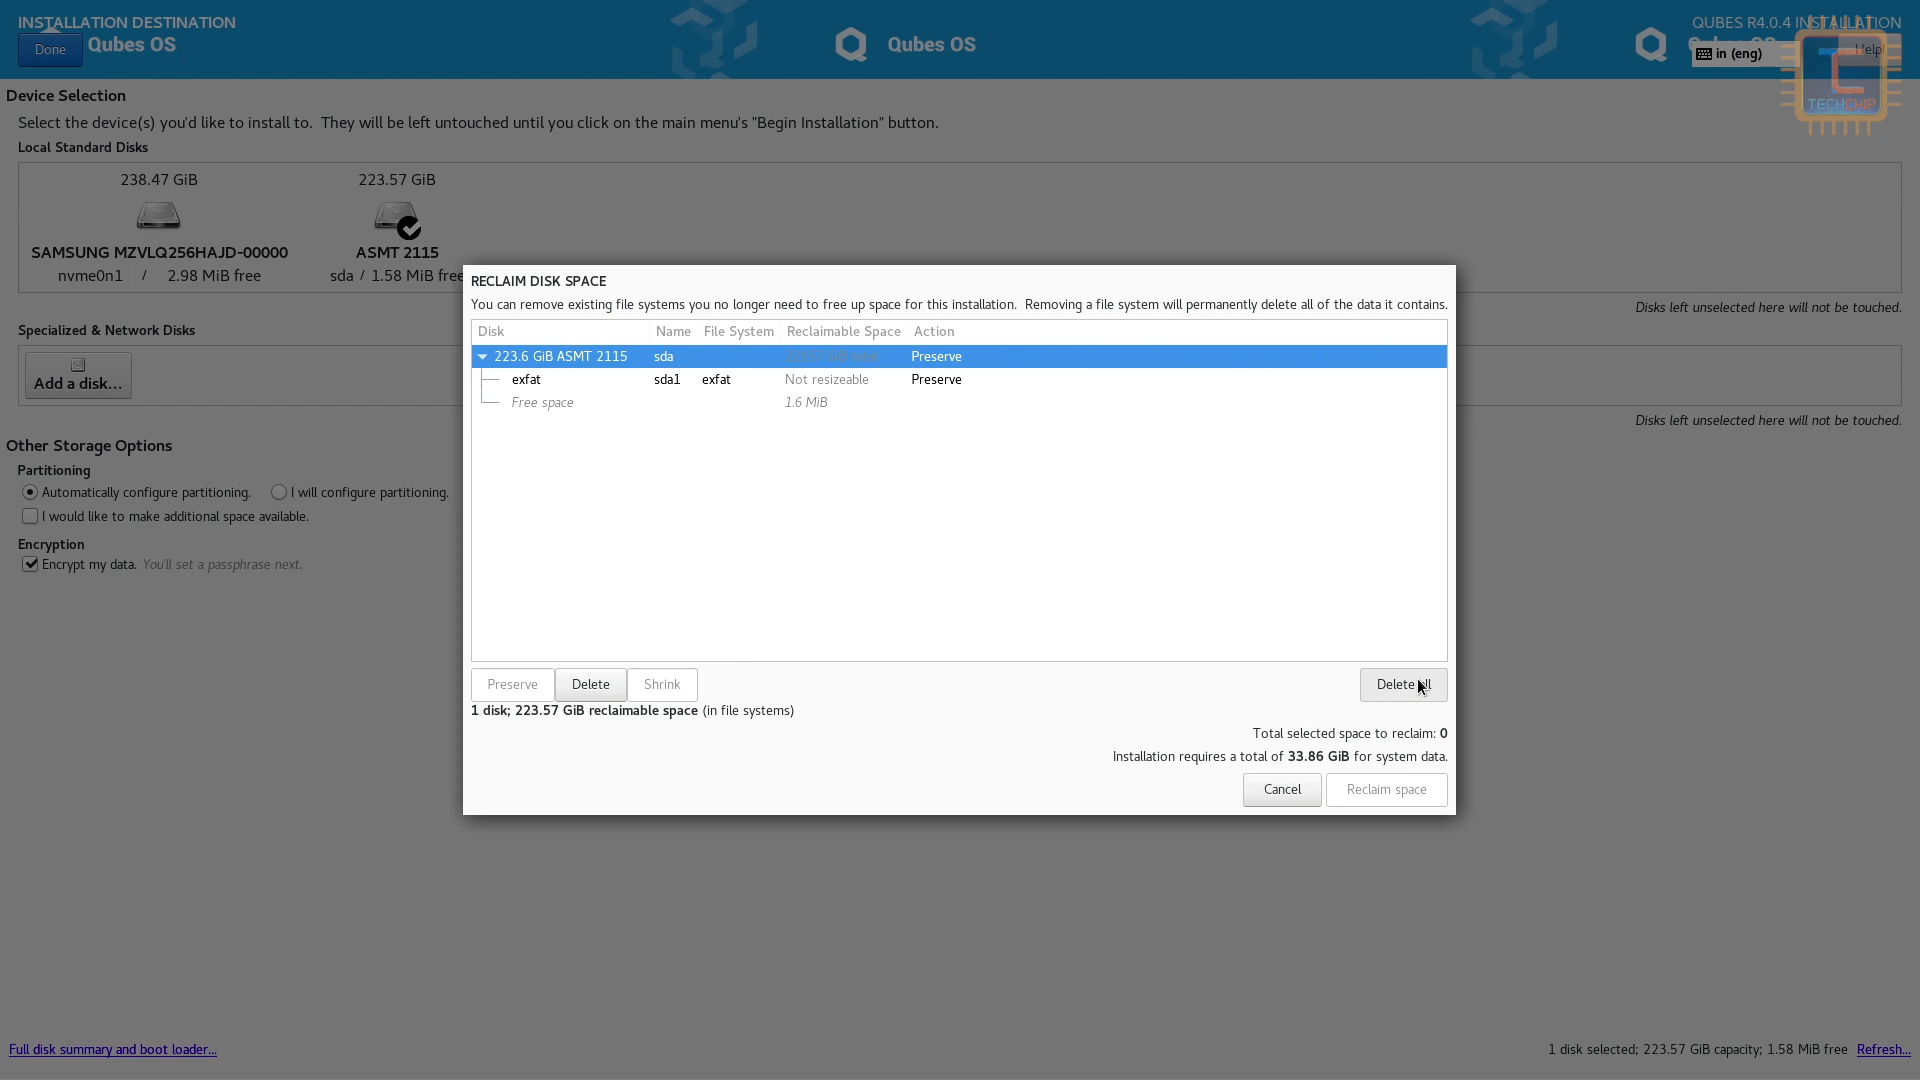 INSTALLATION DESTINATION
QUBES R4.0.4 INSTALLATION
Done
Qubes OS
Qubes OS
in (eng)
Help!
TECHCHIP
Device Selection
Select the device(s) you'd like to install to.  They will be left untouched until you click on the main menu's "Begin Installation" button.
Local Standard Disks
238.47 GiB
223.57 GiB
SAMSUNG MZVLQ256HAJD-00000
ASMT 2115
nvme0n1 / 2.98 MiB free
sda / 1.58 MiB free
Disks left unselected here will not be touched.
Specialized & Network Disks
Add a disk...
Disks left unselected here will not be touched.
Other Storage Options
Partitioning
Automatically configure partitioning.
I will configure partitioning.
I would like to make additional space available.
Encryption
Encrypt my data. You'll set a passphrase next.
RECLAIM DISK SPACE
You can remove existing file systems you no longer need to free up space for this installation.  Removing a file system will permanently delete all of the data it contains.
Disk Name File System Reclaimable Space Action
223.6 GiB ASMT 2115 sda Preserve
exfat sda1 exfat Not resizeable Preserve
Free space 1.6 MiB
Preserve
Delete
Shrink
Delete all
1 disk; 223.57 GiB reclaimable space (in file systems)
Total selected space to reclaim: 0
Installation requires a total of 33.86 GiB for system data.
Cancel
Reclaim space
Full disk summary and boot loader...
1 disk selected; 223.57 GiB capacity; 1.58 MiB free Refresh...